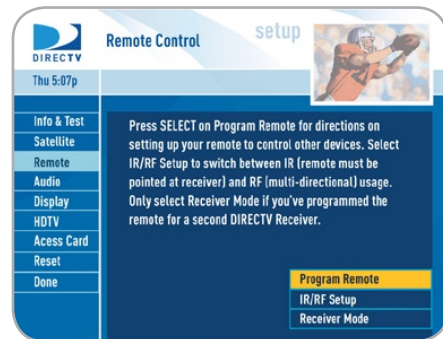 DIRECTV
Remote Control
setup
Thu 5:07p
Info & Test
Satellite
Remote
Audio
Display
HDTV
Acess Card
Reset
Done
Press SELECT on Program Remote for directions on
setting up your remote to control other devices. Select
IR/RF Setup to switch between IR (remote must be
pointed at receiver) and RF (multi-directional) usage.
Only select Receiver Mode if you've programmed the
remote for a second DIRECTV Receiver.
Program Remote
IR/RF Setup
Receiver Mode